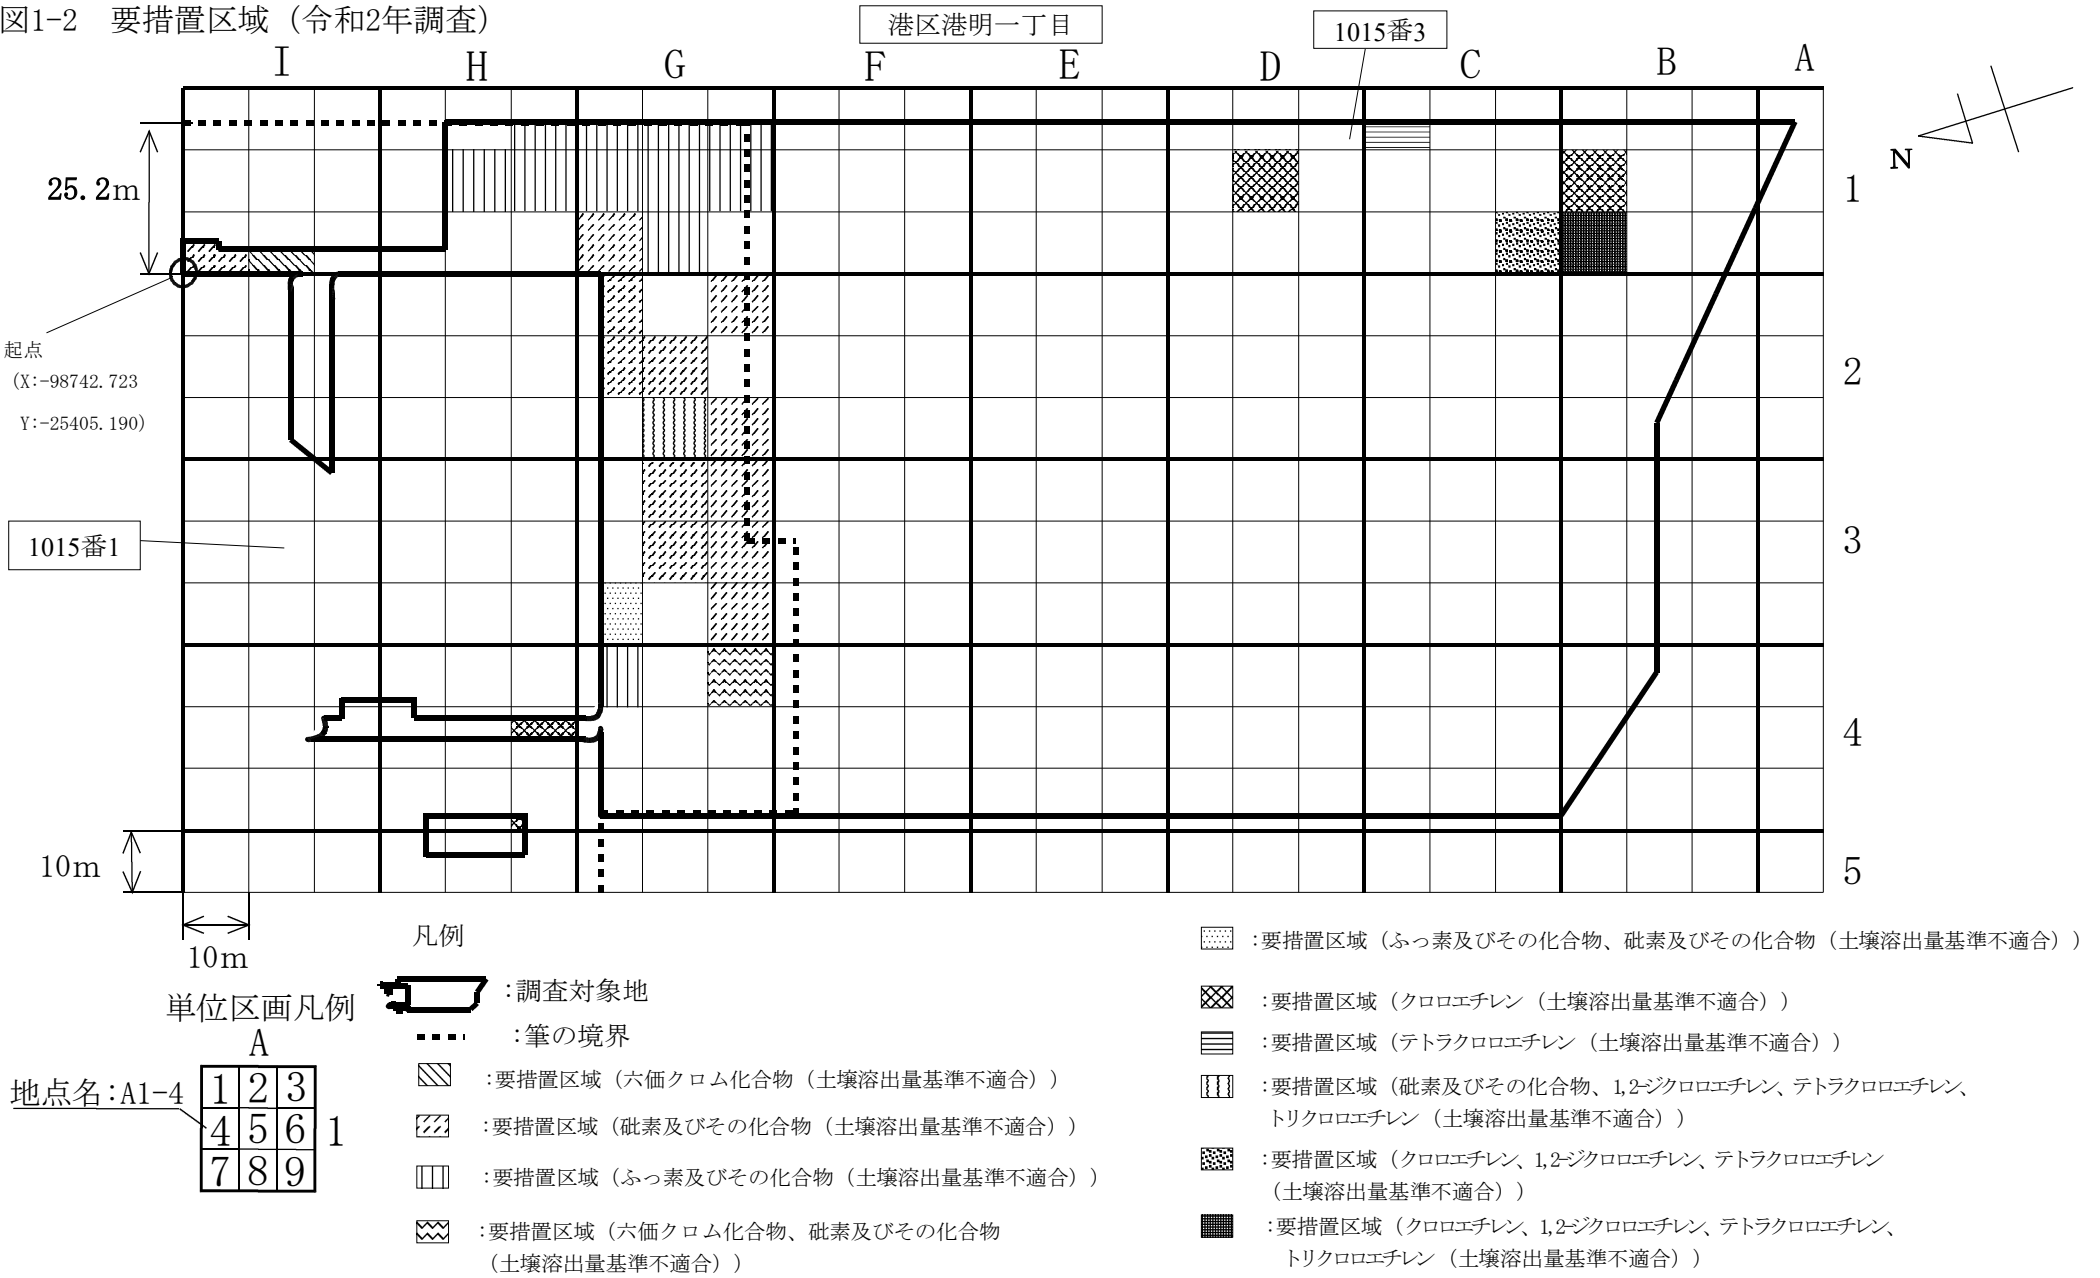 図1-2　要措置区域（令和2年調査）
港区港明一丁目
1015番3
I H G F E D C B A
N
25.2m
1
起点
(X:-98742.723
Y:-25405.190)
2
1015番1
3
4
10m
5
10m
凡例
：調査対象地
：筆の境界
：要措置区域（六価クロム化合物（土壌溶出量基準不適合））
：要措置区域（砒素及びその化合物（土壌溶出量基準不適合））
：要措置区域（ふっ素及びその化合物（土壌溶出量基準不適合））
：要措置区域（六価クロム化合物、砒素及びその化合物
（土壌溶出量基準不適合））
：要措置区域（ふっ素及びその化合物、砒素及びその化合物（土壌溶出量基準不適合））
：要措置区域（クロロエチレン（土壌溶出量基準不適合））
：要措置区域（テトラクロロエチレン（土壌溶出量基準不適合））
：要措置区域（砒素及びその化合物、1,2-ジクロロエチレン、テトラクロロエチレン、
トリクロロエチレン（土壌溶出量基準不適合））
：要措置区域（クロロエチレン、1,2-ジクロロエチレン、テトラクロロエチレン
（土壌溶出量基準不適合））
：要措置区域（クロロエチレン、1,2-ジクロロエチレン、テトラクロロエチレン、
トリクロロエチレン（土壌溶出量基準不適合））
単位区画凡例
A
地点名：A1-4
1 2 3
4 5 6 1
7 8 9